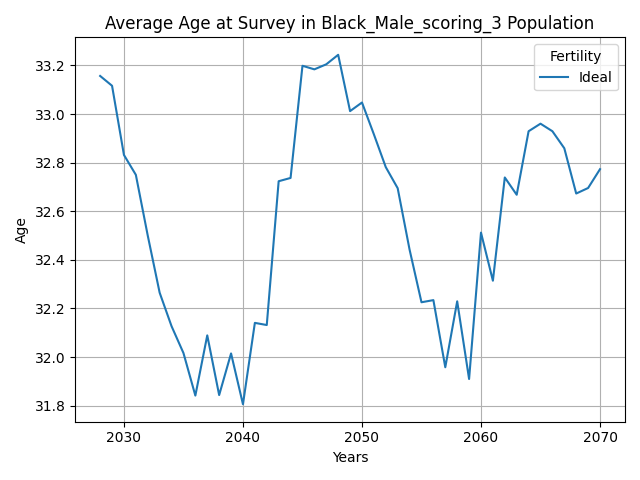 Average Age at Survey in Black_Male_scoring_3 Population
Fertility
Ideal
33.2
33.0
32.8
32.6
32.4
32.2
32.0
31.8
Age
2030 2040 2050 2060 2070
Years